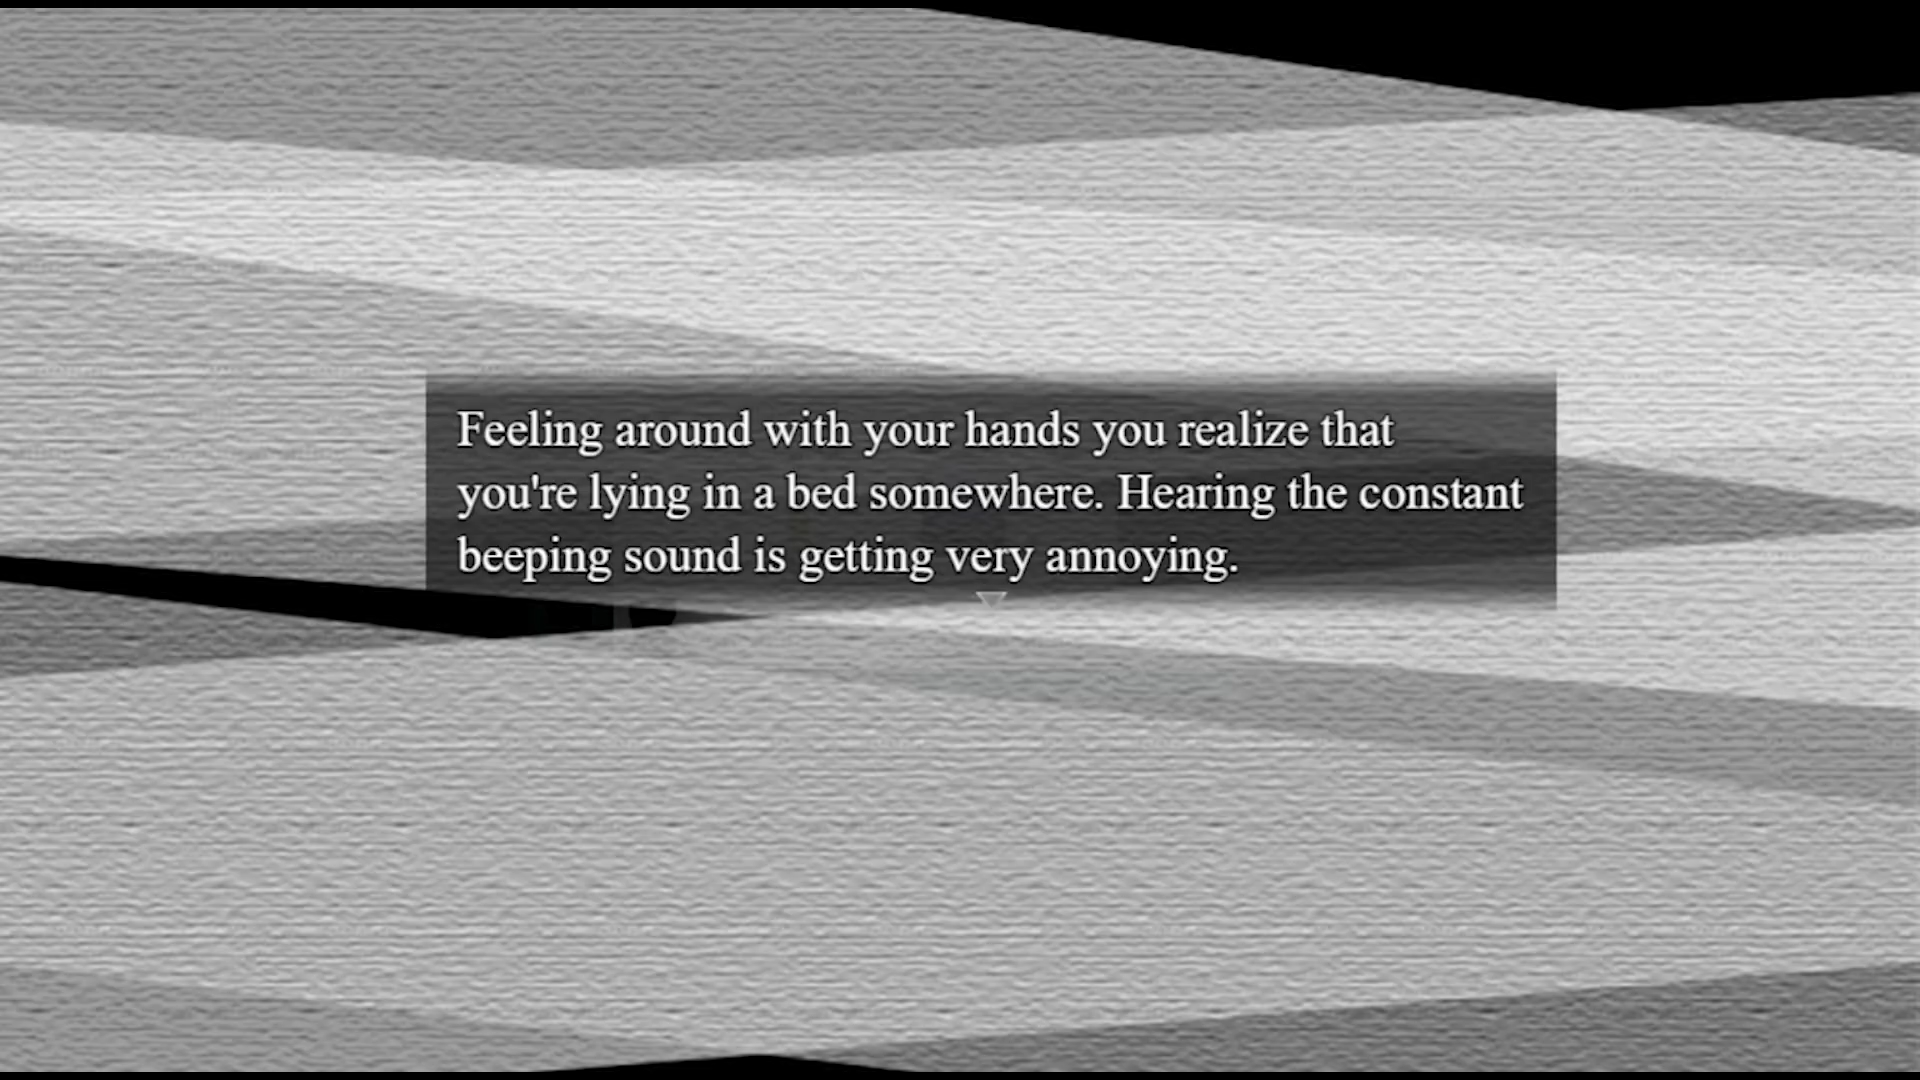 Feeling around with your hands you realize that
you're lying in a bed somewhere. Hearing the constant
beeping sound is getting very annoying.